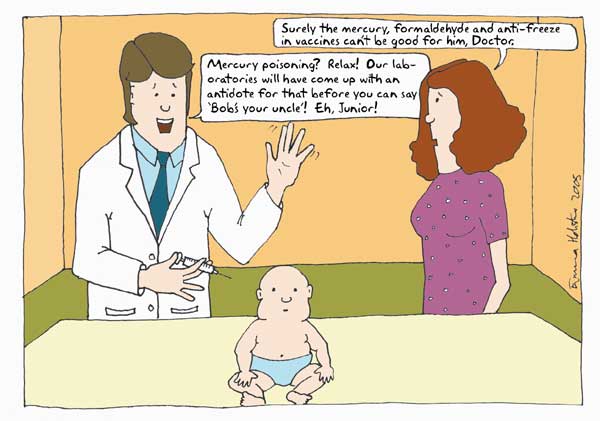 Surely the mercury, formaldehyde and anti-freeze
in vaccines can't be good for him, Doctor.
Mercury poisoning? Relax! Our lab-
oratories will have come up with an
antidote for that before you can say
'Bob's your uncle'! Eh, Junior!
2005